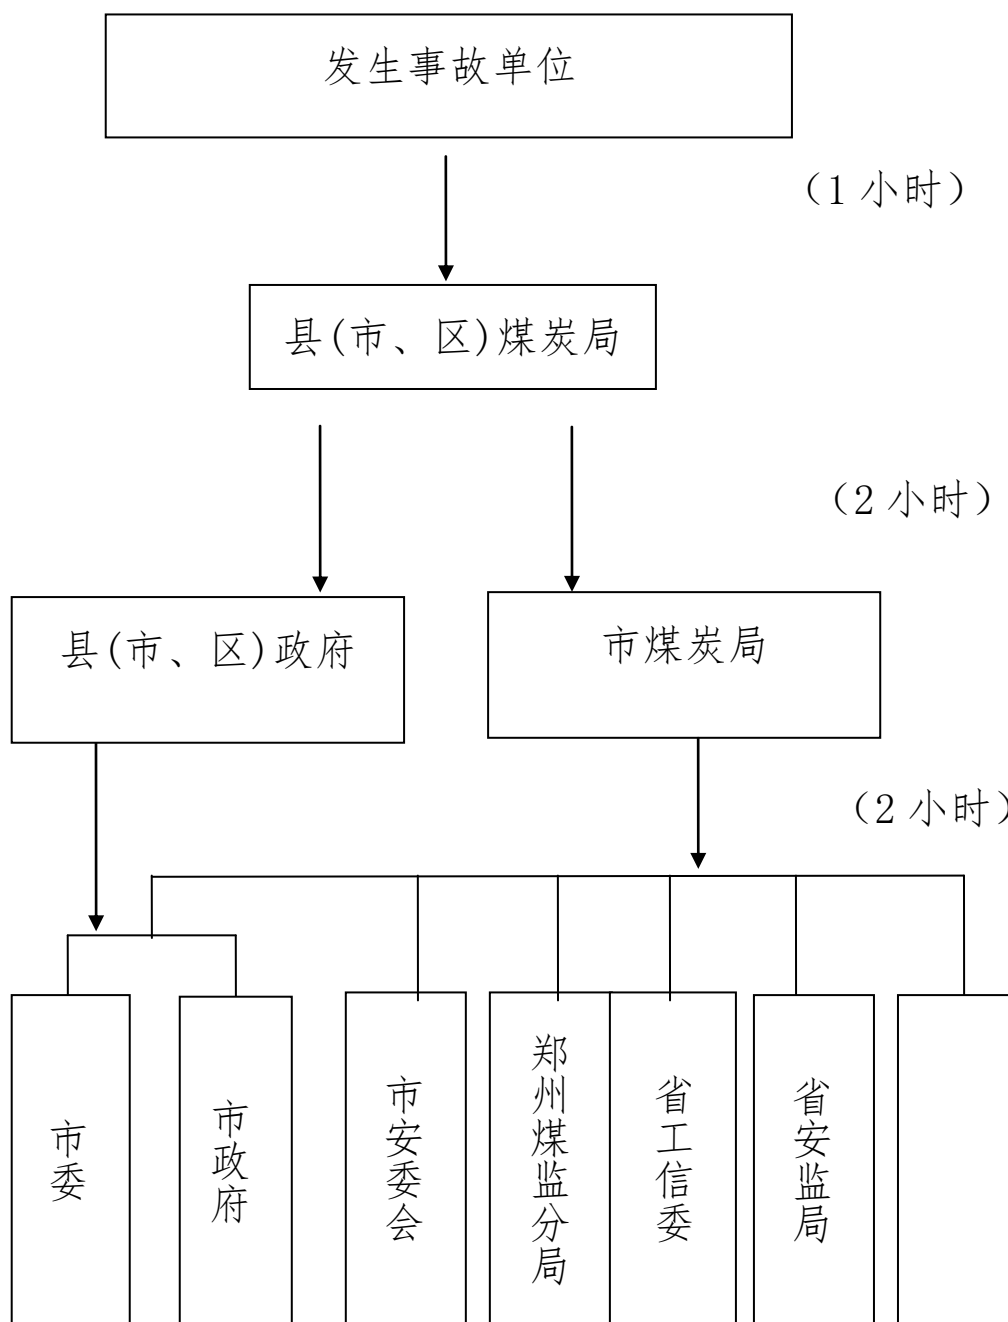 发生事故单位
（1 小时）
县(市、区)煤炭局
（2 小时）
县(市、区)政府
市煤炭局
（2 小时）
市委
市政府
市安委会
郑州煤监分局
省工信委
省安监局